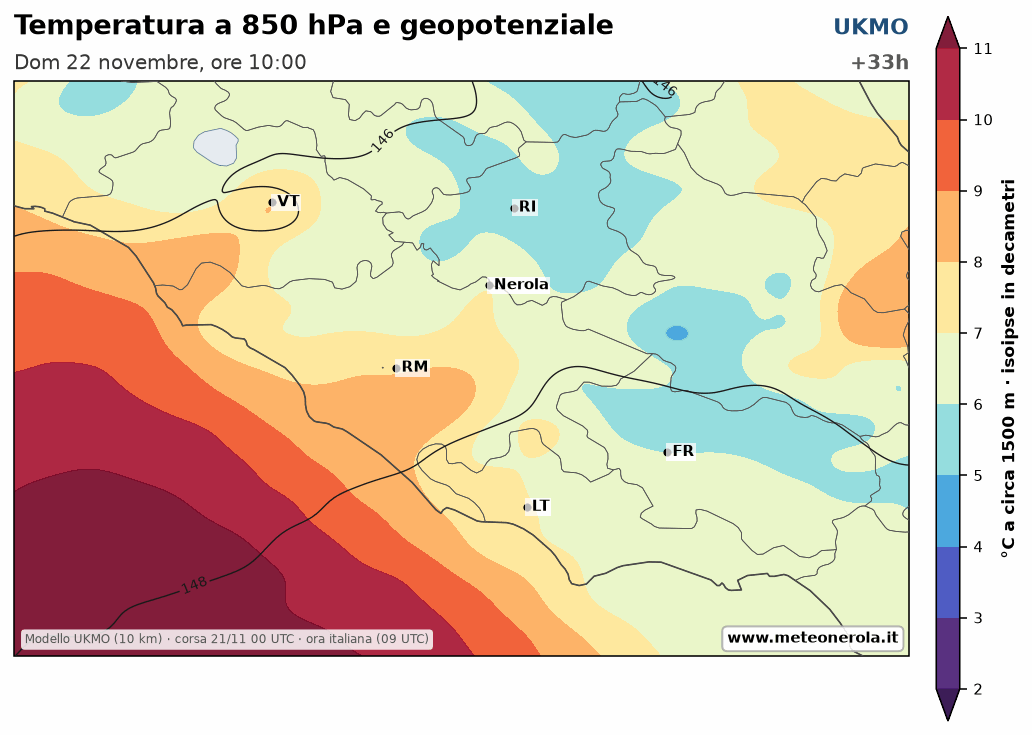 Temperatura a 850 hPa e geopotenziale
UKMO
Dom 22 novembre, ore 10:00
+33h
146
146
VT
RI
Nerola
RM
FR
LT
148
Modello UKMO (10 km) · corsa 21/11 00 UTC · ora italiana (09 UTC)
www.meteonerola.it
11
10
9
8
7
6
5
4
3
2
°C a circa 1500 m · isoipse in decametri